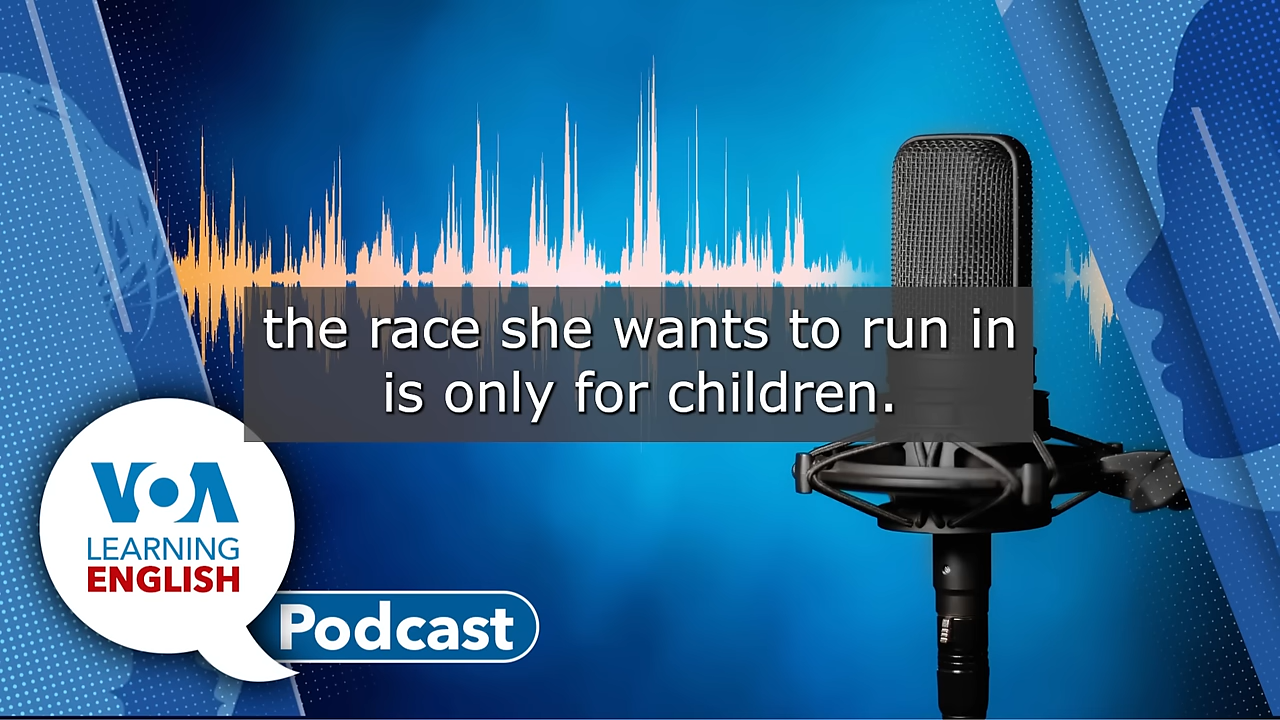 the race she wants to run in
is only for children.
VOA
LEARNING
ENGLISH
Podcast